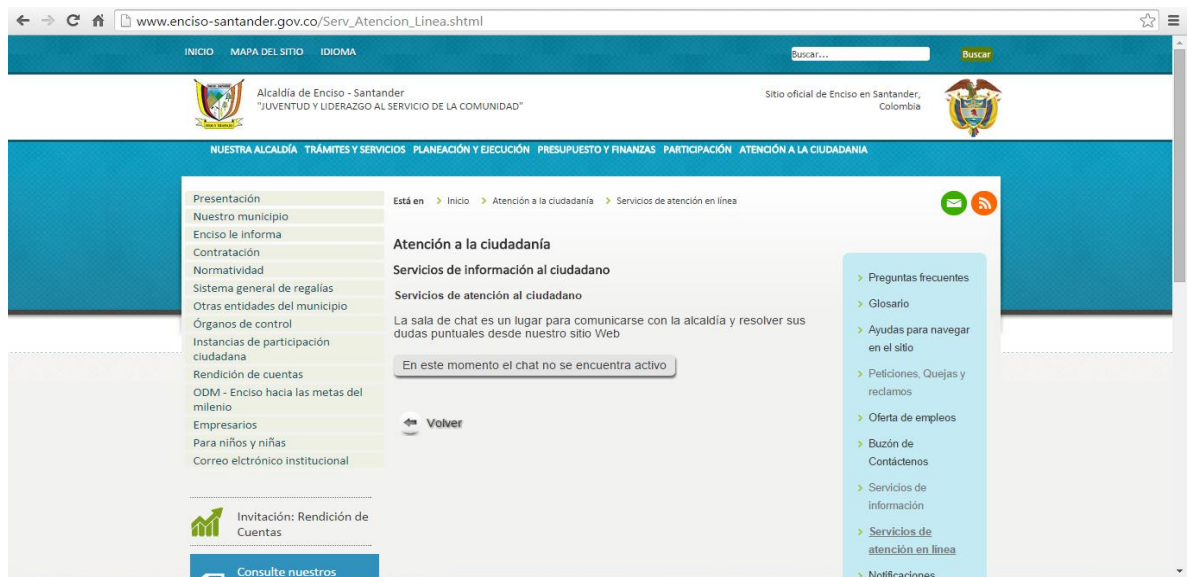 www.enciso-santander.gov.co/Serv_Atencion_Linea.shtml
INICIO MAPA DEL SITIO IDIOMA
Buscar...
Buscar
Alcaldía de Enciso - Santander
"JUVENTUD Y LIDERAZGO AL SERVICIO DE LA COMUNIDAD"
Sitio oficial de Enciso en Santander,
Colombia
NUESTRA ALCALDÍA TRÁMITES Y SERVICIOS PLANEACIÓN Y EJECUCIÓN PRESUPUESTO Y FINANZAS PARTICIPACIÓN ATENCIÓN A LA CIUDADANIA
Presentación
Nuestro municipio
Enciso le informa
Contratación
Normatividad
Sistema general de regalías
Otras entidades del municipio
Órganos de control
Instancias de participación
ciudadana
Rendición de cuentas
ODM - Enciso hacia las metas del
milenio
Empresarios
Para niños y niñas
Correo elctrónico institucional
Invitación: Rendición de
Cuentas
Consulte nuestros
Está en > Inicio > Atención a la ciudadanía > Servicios de atención en línea
Atención a la ciudadanía
Servicios de información al ciudadano
Servicios de atención al ciudadano
La sala de chat es un lugar para comunicarse con la alcaldía y resolver sus
dudas puntuales desde nuestro sitio Web
En este momento el chat no se encuentra activo
Volver
> Preguntas frecuentes
> Glosario
> Ayudas para navegar
en el sitio
> Peticiones, Quejas y
reclamos
> Oferta de empleos
> Buzón de
Contáctenos
> Servicios de
información
> Servicios de
atención en línea
> Notificaciones